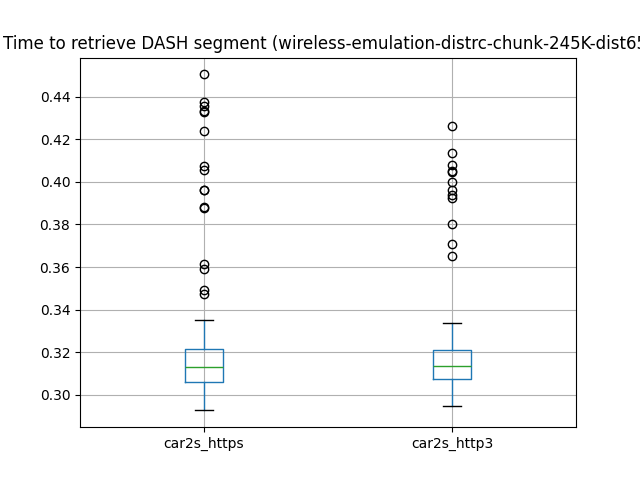 Time to retrieve DASH segment (wireless-emulation-distrc-chunk-245K-dist65
0.44
0.42
0.40
0.38
0.36
0.34
0.32
0.30
car2s_https
car2s_http3